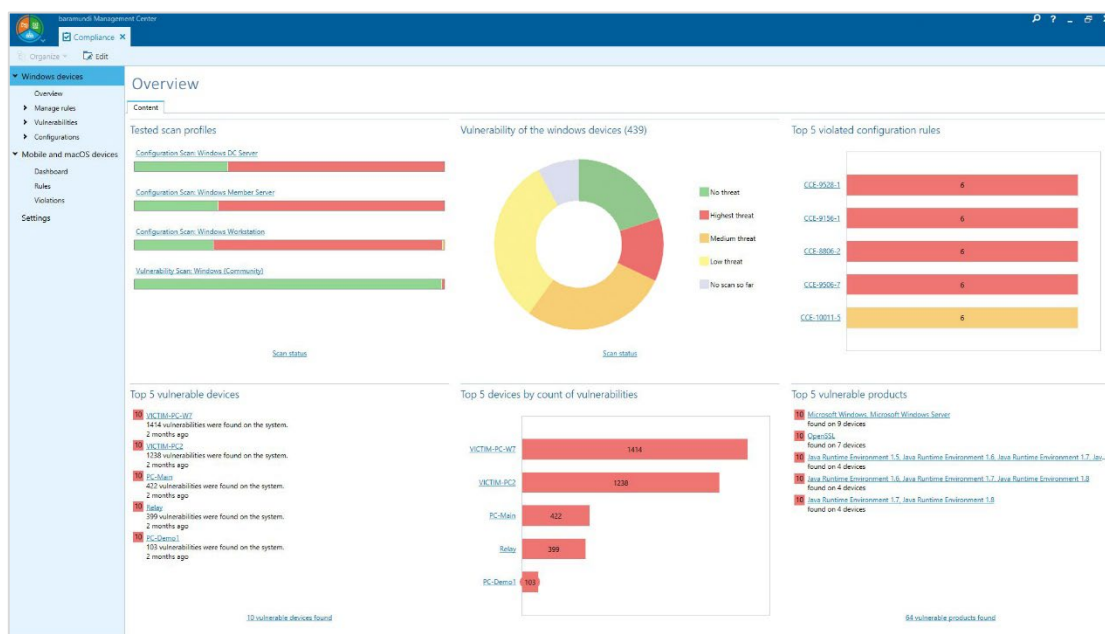 baramundi Management Center
Compliance
Organize
Edit
Windows devices
Overview
Manage rules
Vulnerabilities
Configurations
Mobile and macOS devices
Dashboard
Rules
Violations
Settings
Overview
Content
Tested scan profiles
Configuration Scan: Windows DC Server
Configuration Scan: Windows Member Server
Configuration Scan: Windows Workstation
Vulnerability Scan: Windows (Community)
Scan status
Vulnerability of the windows devices (439)
No threat
Highest threat
Medium threat
Low threat
No scan so far
Scan status
Top 5 violated configuration rules
CCE-9528-1 6
CCE-9156-1 6
CCE-8806-2 6
CCE-9506-7 6
CCE-10011-5 6
Top 5 vulnerable devices
10 VICTIM-PC-W7
1414 vulnerabilities were found on the system.
2 months ago
10 VICTIM-PC2
1238 vulnerabilities were found on the system.
2 months ago
10 PC-Main
422 vulnerabilities were found on the system.
2 months ago
10 Relay
399 vulnerabilities were found on the system.
2 months ago
10 PC-Demo1
103 vulnerabilities were found on the system.
2 months ago
10 vulnerable devices found
Top 5 devices by count of vulnerabilities
VICTIM-PC-W7 1414
VICTIM-PC2 1238
PC-Main 422
Relay 399
PC-Demo1 103
Top 5 vulnerable products
10 Microsoft Windows, Microsoft Windows Server
found on 9 devices
10 OpenSSL
found on 7 devices
10 Java Runtime Environment 1.5, Java Runtime Environment 1.6, Java Runtime Environment 1.7, Jav...
found on 4 devices
10 Java Runtime Environment 1.6, Java Runtime Environment 1.7, Java Runtime Environment 1.8
found on 4 devices
10 Java Runtime Environment 1.7, Java Runtime Environment 1.8
found on 4 devices
64 vulnerable products found